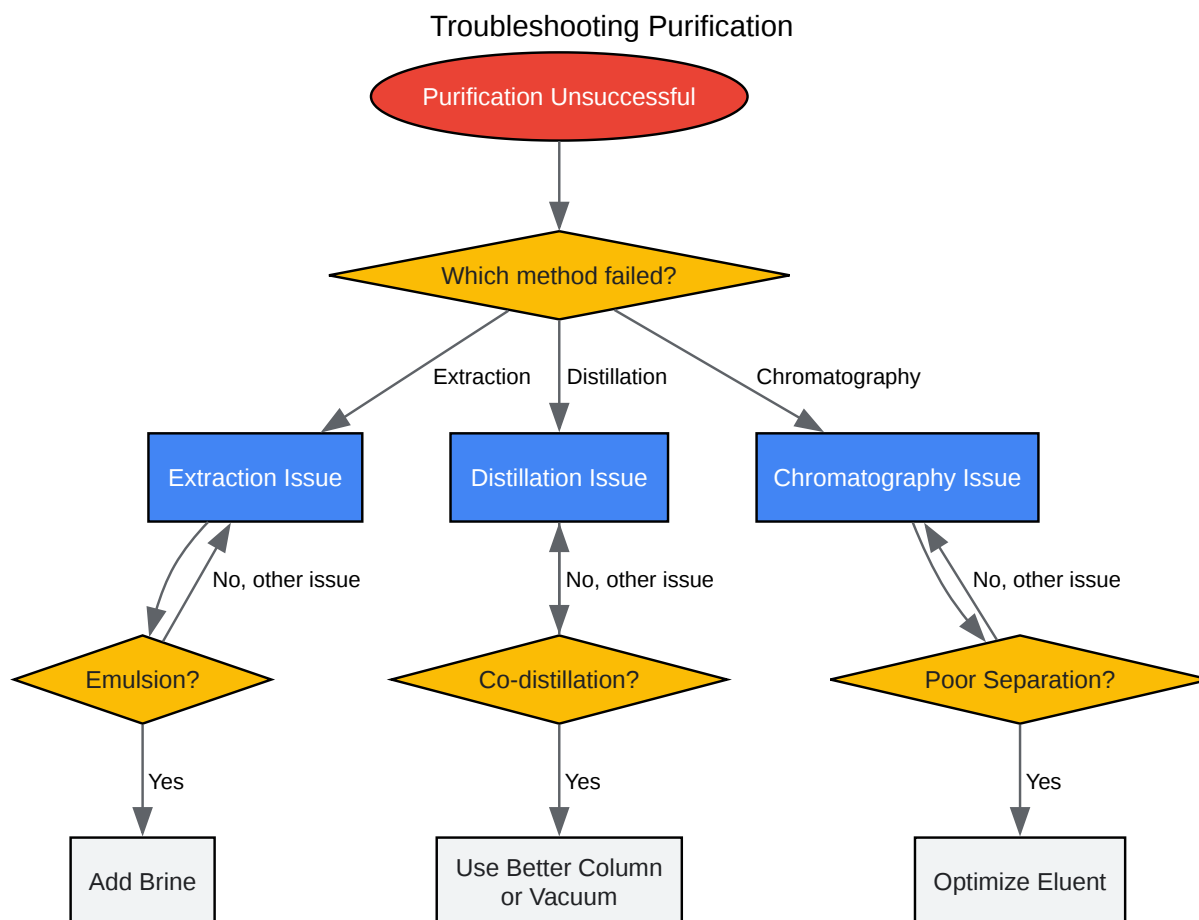 Troubleshooting Purification
Purification Unsuccessful
Which method failed?
Extraction
Distillation
Chromatography
Extraction Issue
Distillation Issue
Chromatography Issue
No, other issue
No, other issue
No, other issue
Emulsion?
Co-distillation?
Poor Separation?
Yes
Yes
Yes
Add Brine
Use Better Column
or Vacuum
Optimize Eluent